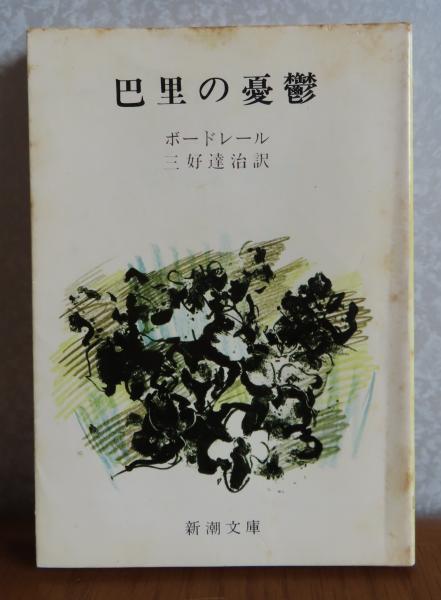 巴里の憂鬱
ボードレール
三好達治訳
新潮文庫